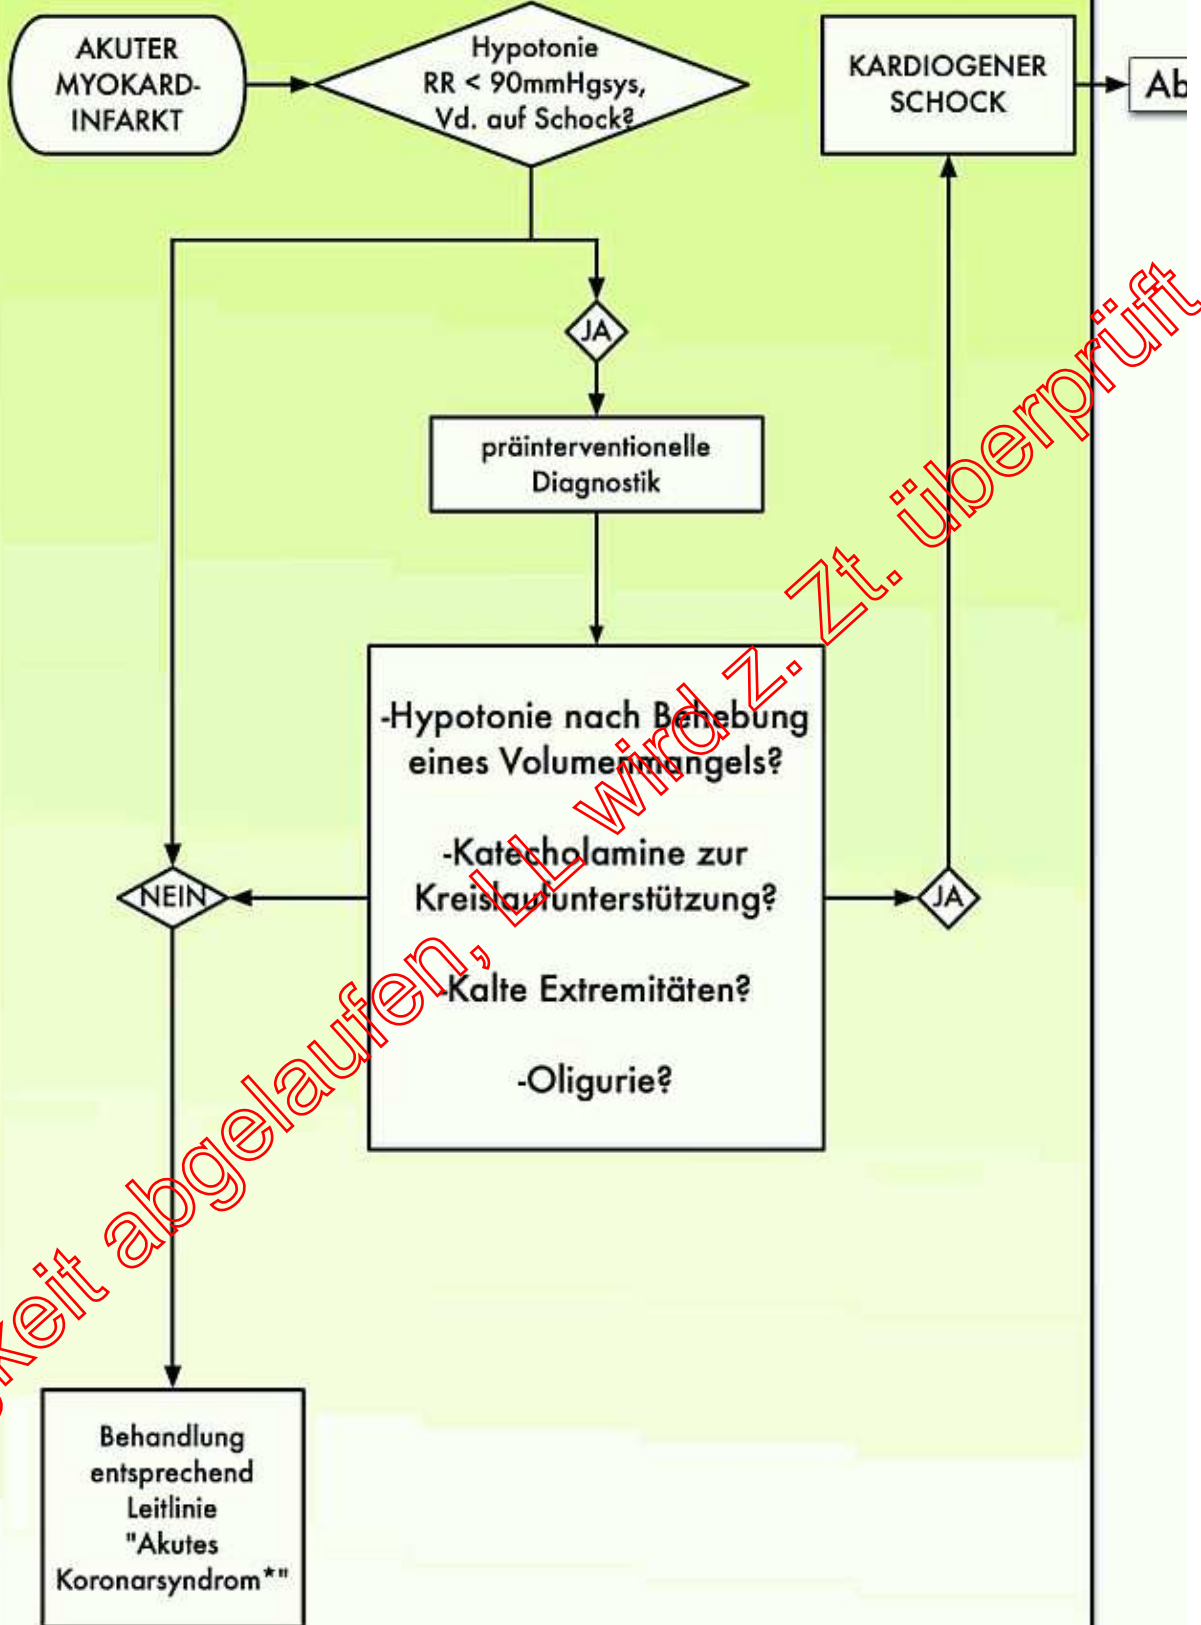 AKUTER
MYOKARD-
INFARKT
Hypotonie
RR < 90mmHgsys,
Vd. auf Schock?
KARDIOGENER
SCHOCK
Ab
JA
präinterventionelle
Diagnostik
-Hypotonie nach Behebung
eines Volumenmangels?
-Katecholamine zur
Kreislaufunterstützung?
-Kalte Extremitäten?
-Oligurie?
NEIN
JA
Behandlung
entsprechend
Leitlinie
"Akutes
Koronarsyndrom*"
keit abgelaufen, LL wird z. Zt. überprüft